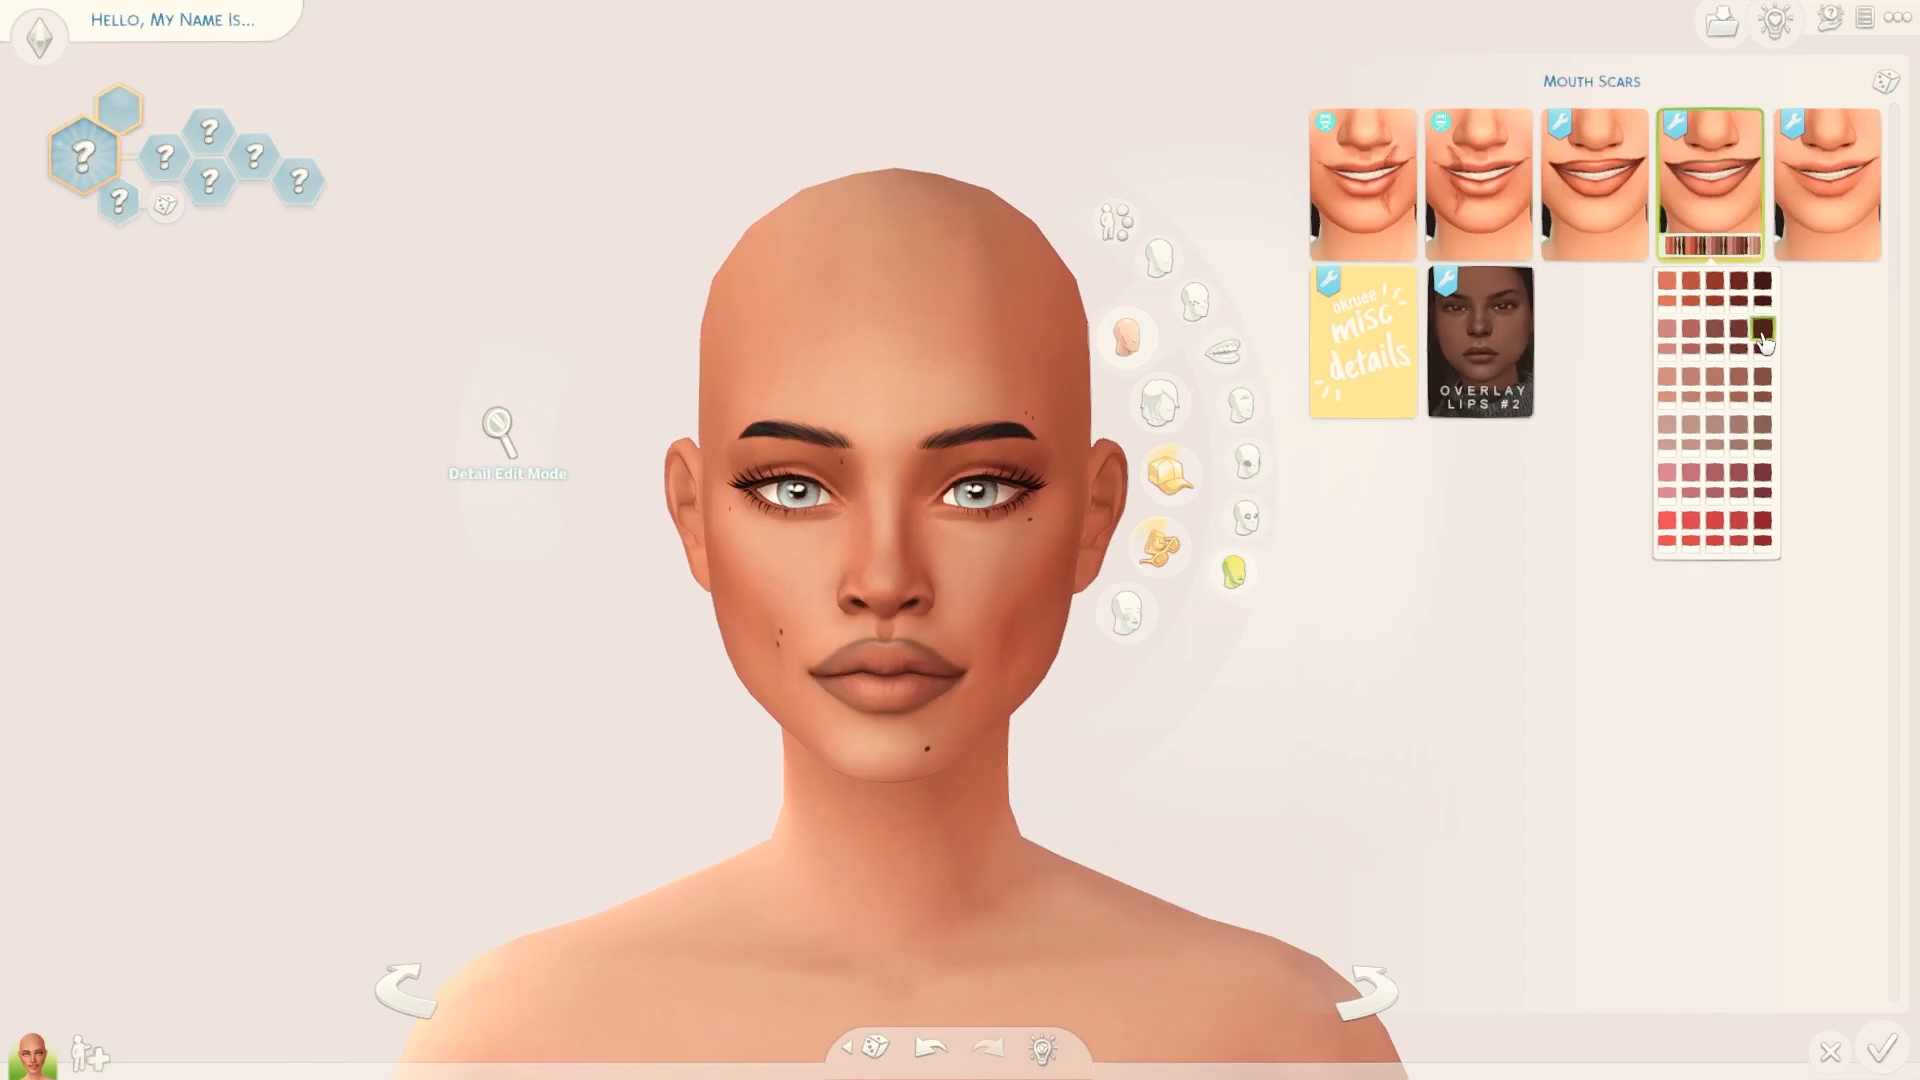 Hello, My Name Is...
Mouth Scars
?
?
?
?
?
?
?
okruee
misc
details
OVERLAY
LIPS #2
Detail Edit Mode